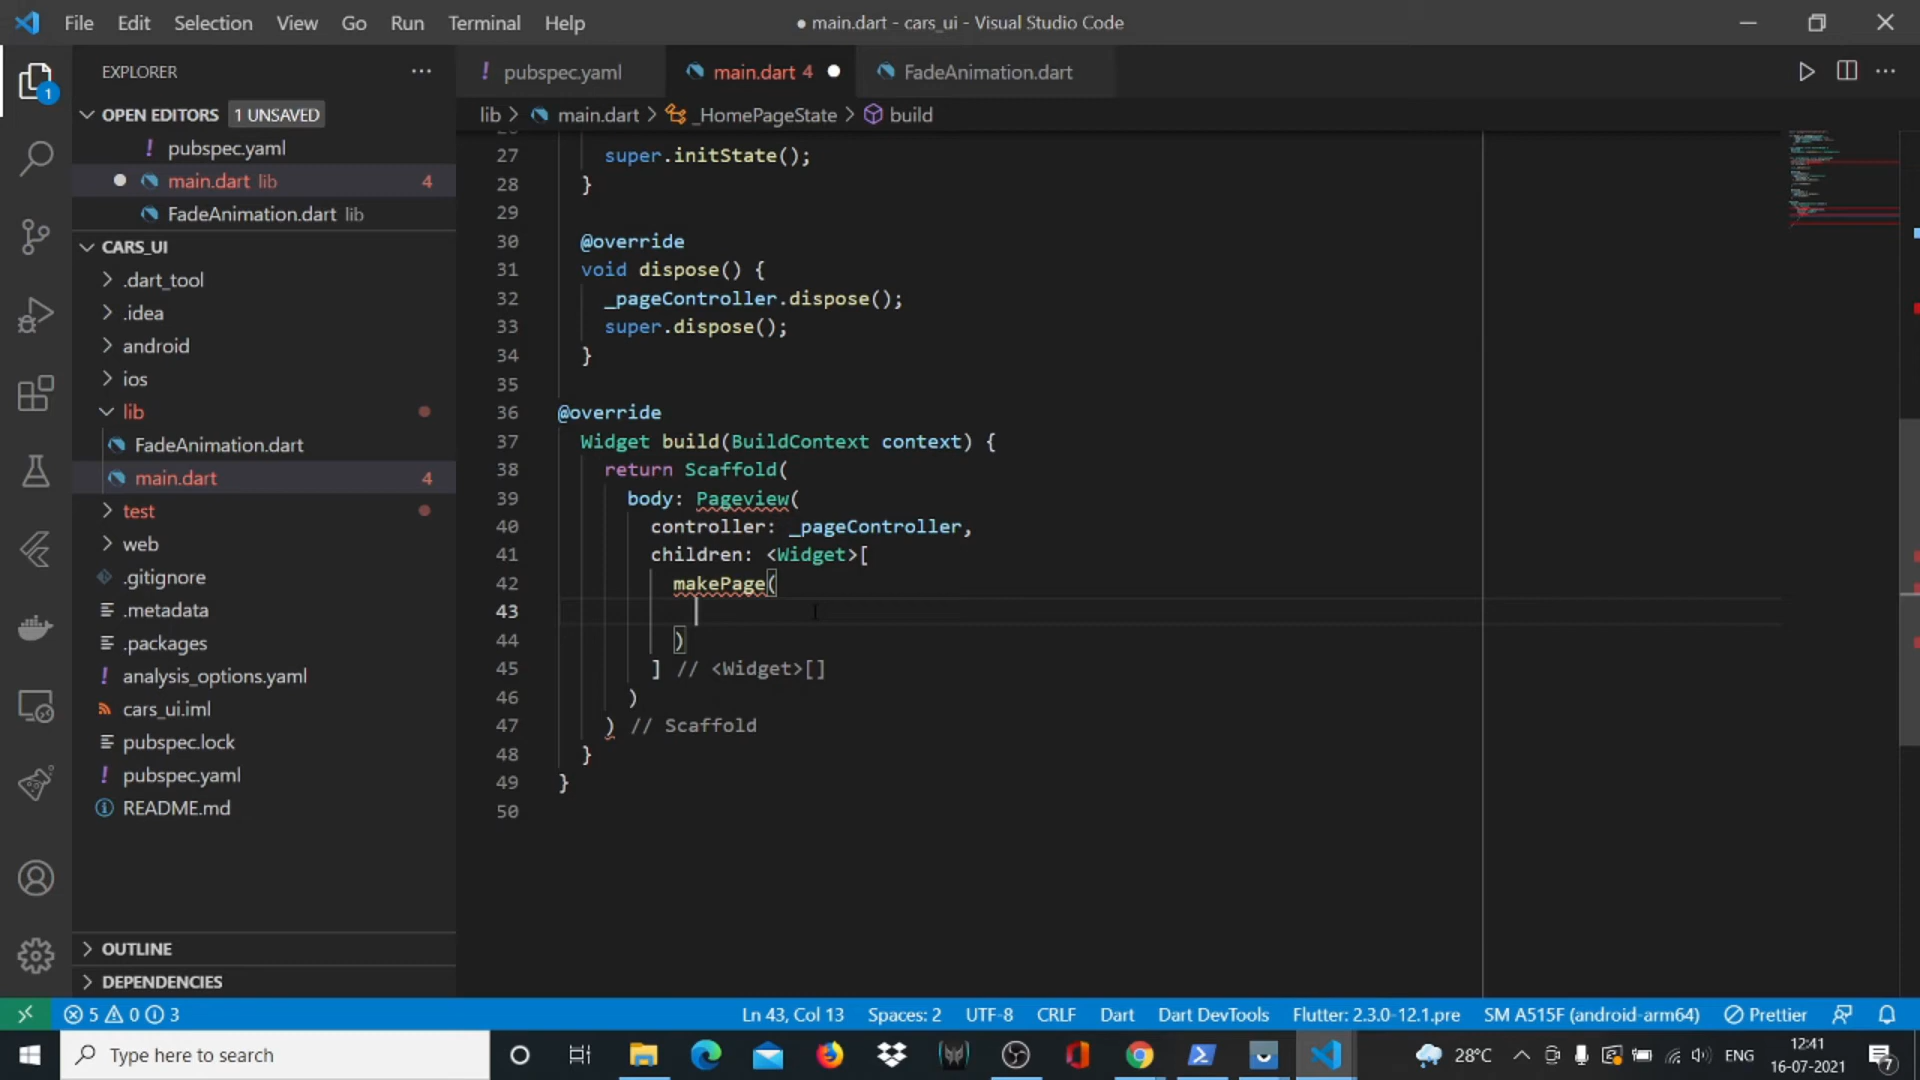 File Edit Selection View Go Run Terminal Help
● main.dart - cars_ui - Visual Studio Code
EXPLORER
OPEN EDITORS 1 UNSAVED
! pubspec.yaml
main.dart lib 4
FadeAnimation.dart lib
CARS_UI
.dart_tool
.idea
android
ios
lib
FadeAnimation.dart
main.dart 4
test
web
.gitignore
.metadata
.packages
! analysis_options.yaml
cars_ui.iml
pubspec.lock
! pubspec.yaml
README.md
OUTLINE
DEPENDENCIES
1
! pubspec.yaml
main.dart 4
FadeAnimation.dart
lib > main.dart > _HomePageState > build
27 super.initState();
28 }
29
30 @override
31 void dispose() {
32 _pageController.dispose();
33 super.dispose();
34 }
35
36 @override
37 Widget build(BuildContext context) {
38 return Scaffold(
39 body: Pageview(
40 controller: _pageController,
41 children: <Widget>[
42 makePage(
43
44 )
45 ] // <Widget>[]
46 )
47 ) // Scaffold
48 }
49 }
50
5 0 3
Ln 43, Col 13 Spaces: 2 UTF-8 CRLF Dart Dart DevTools Flutter: 2.3.0-12.1.pre SM A515F (android-arm64) Prettier
Type here to search
28°C
ENG
12:41
16-07-2021
7